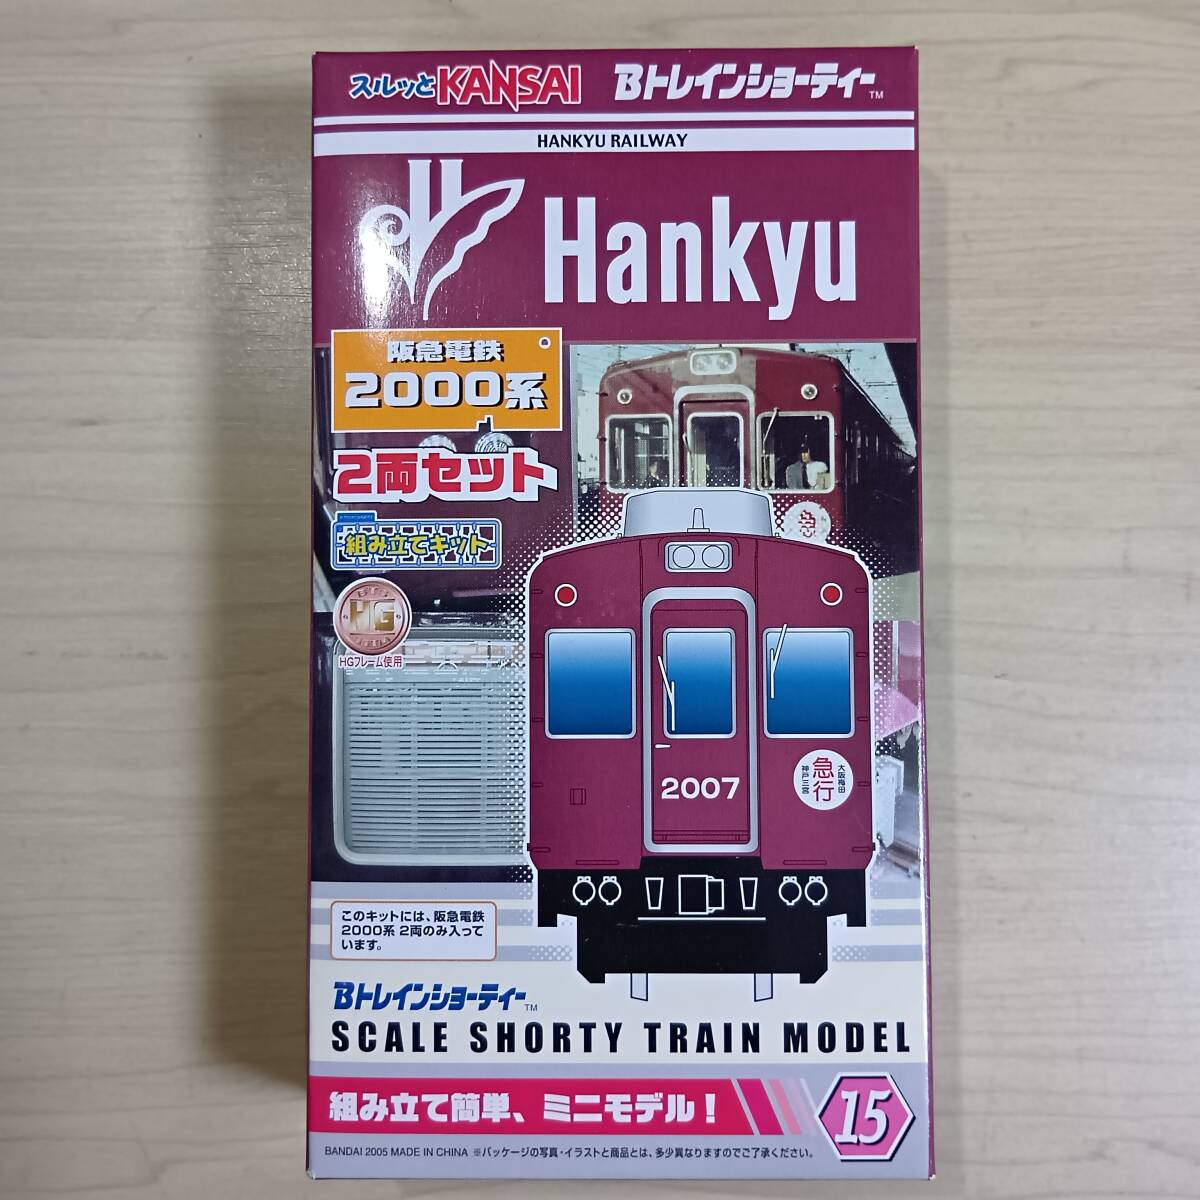 スルッとKANSAI
Bトレインショーティー™
HANKYU RAILWAY
Hankyu
阪急電鉄
2000系
2両セット
組み立てキット
HG
HGフレーム使用
急
2007
大阪梅田
急行
神戸三宮
このキットには、阪急電鉄
2000系 2両のみ入って
います。
Bトレインショーティー™
SCALE SHORTY TRAIN MODEL
組み立て簡単、ミニモデル!
15
BANDAI 2005 MADE IN CHINA ※パッケージの写真・イラストと商品とは、多少異なりますのでご了承ください。